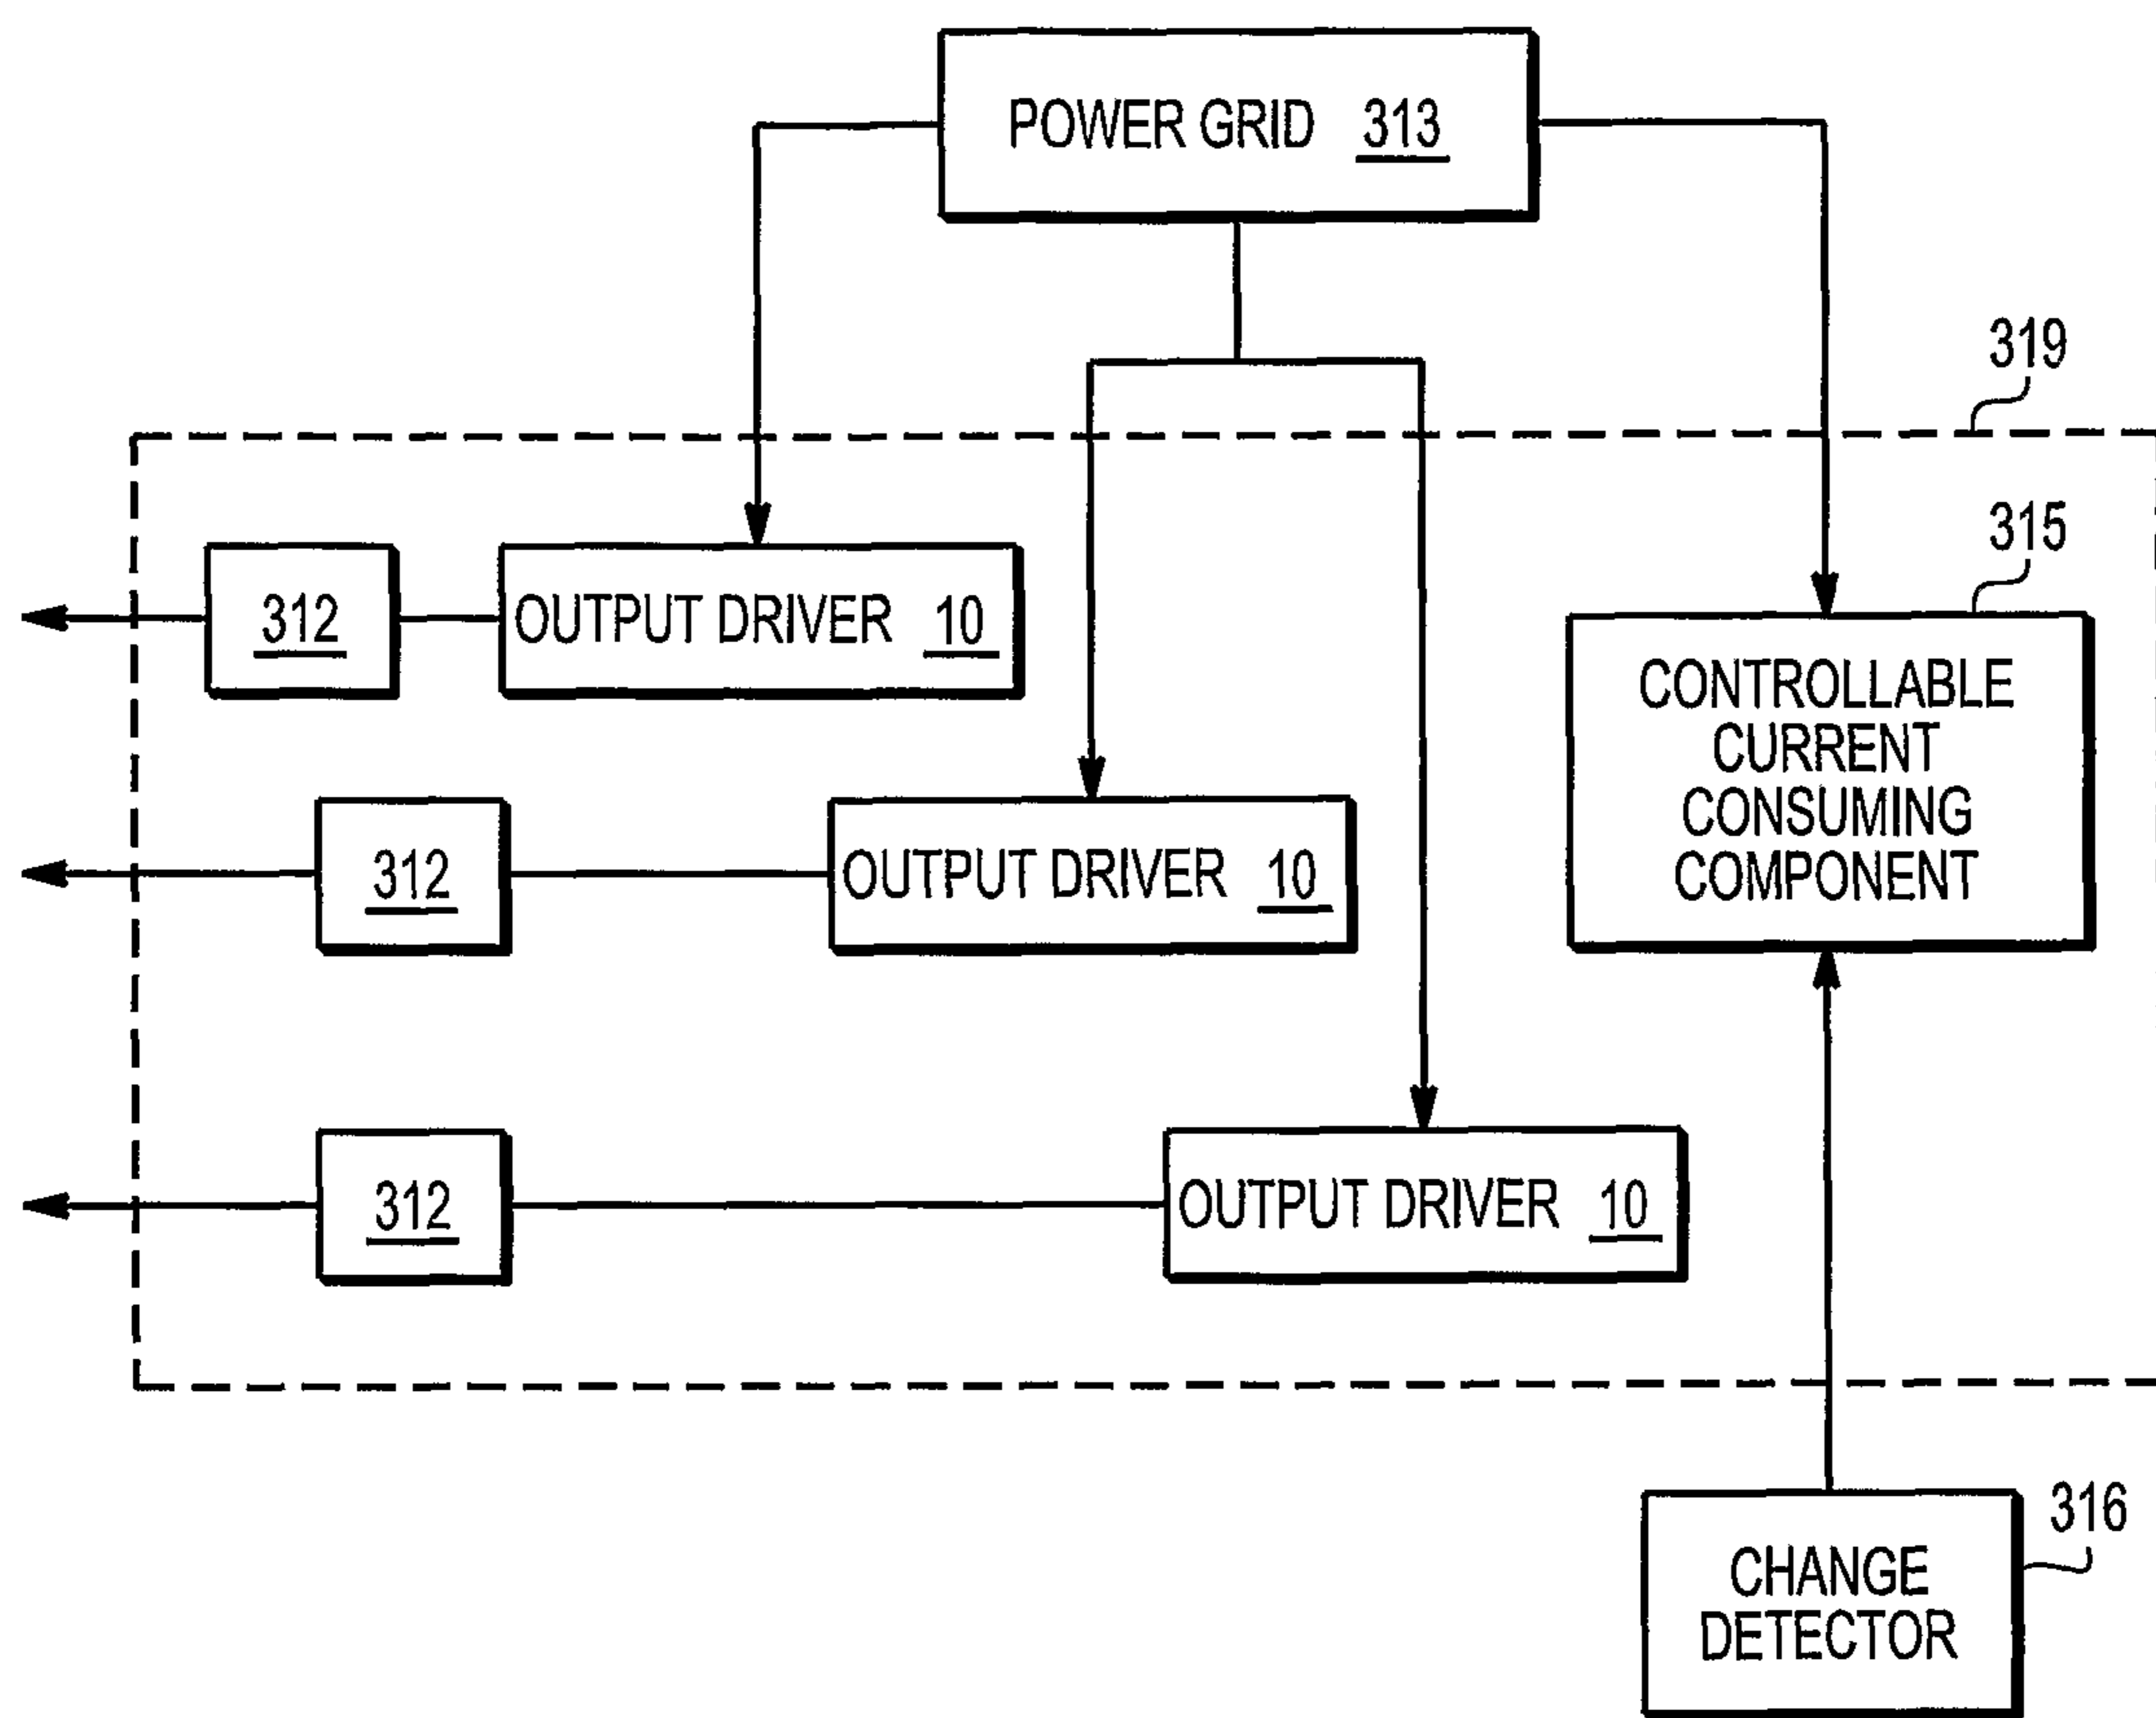 POWER GRID 313
319
315
312
OUTPUT DRIVER 10
CONTROLLABLE
CURRENT
CONSUMING
COMPONENT
312
OUTPUT DRIVER 10
312
OUTPUT DRIVER 10
316
CHANGE
DETECTOR